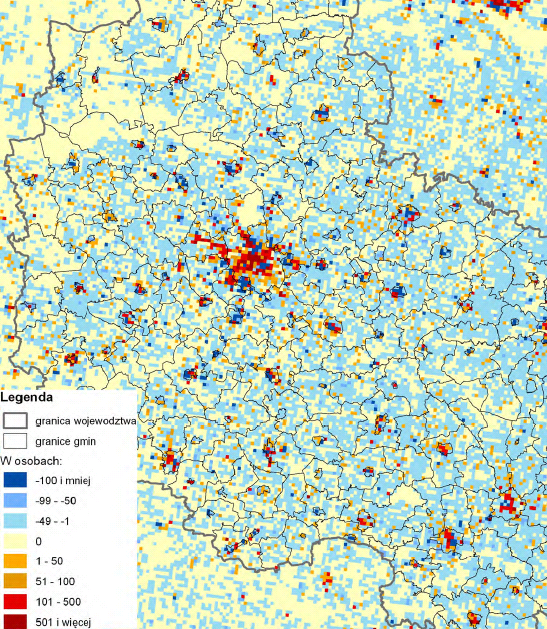 Legenda
granica województwa
granice gmin
W osobach:
-100 i mniej
-99 - -50
-49 - -1
0
1 - 50
51 - 100
101 - 500
501 i więcej